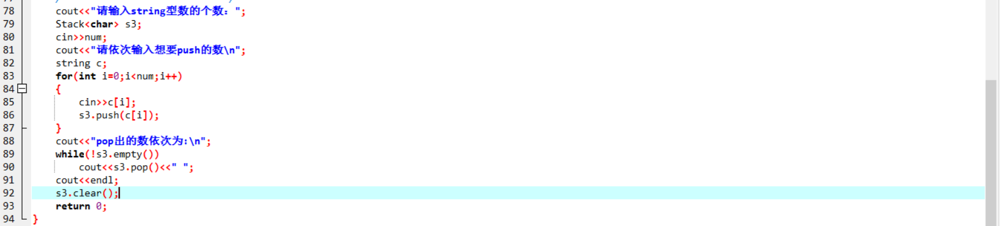 78 cout<<"请输入string型数的个数：";
79 Stack<char> s3;
80 cin>>num;
81 cout<<"请依次输入想要push的数\n";
82 string c;
83 for(int i=0;i<num;i++)
84 {
85 cin>>c[i];
86 s3.push(c[i]);
87 }
88 cout<<"pop出的数依次为:\n";
89 while(!s3.empty())
90 cout<<s3.pop()<<" ";
91 cout<<endl;
92 s3.clear();
93 return 0;
94 }